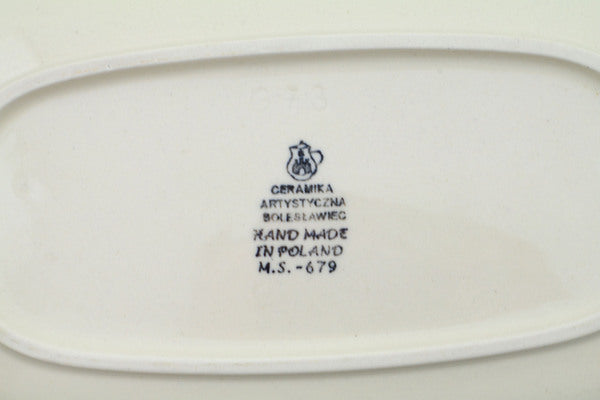 CERAMIKA
ARTYSTYCZNA
BOLESŁAWIEC
HAND MADE
IN POLAND
M.S.-679